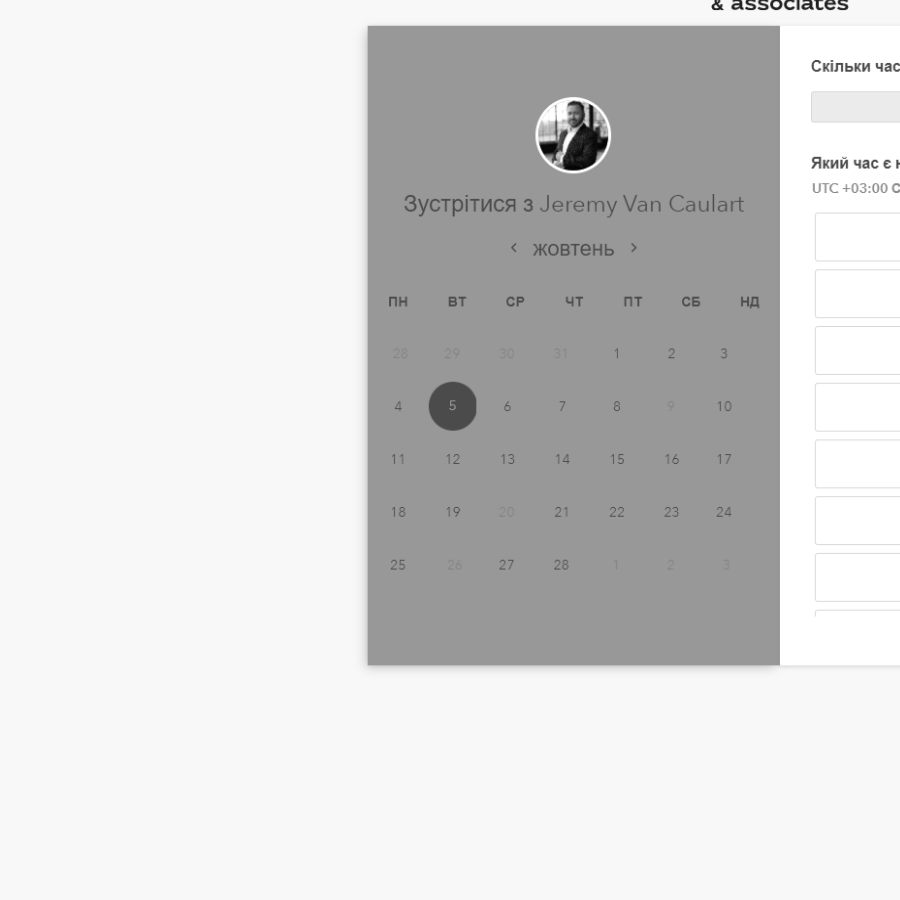 & associates
Зустрітися з Jeremy Van Caulart
жовтень
ПН ВТ СР ЧТ ПТ СБ НД
28 29 30 31 1 2 3
4 5 6 7 8 9 10
11 12 13 14 15 16 17
18 19 20 21 22 23 24
25 26 27 28 1 2 3
Скільки час
Який час є
UTC +03:00